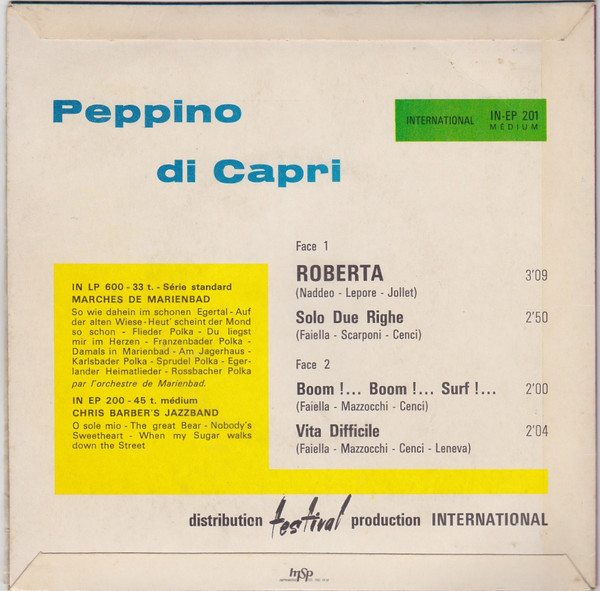 Peppino
di Capri
INTERNATIONAL IN-EP 201
MEDIUM
Face 1
ROBERTA 3'09
(Naddeo - Lepore - Jollet)
Solo Due Righe 2'50
(Faiella - Scarponi - Cenci)
Face 2
Boom !... Boom !... Surf !... 2'00
(Faiella - Mazzocchi - Cenci)
Vita Difficile 2'04
(Faiella - Mazzocchi - Cenci - Leneva)
IN LP 600 - 33 t. - Série standard
MARCHES DE MARIENBAD
So wie dahein im schonen Egertal - Auf
der alten Wiese - Heut' scheint der Mond
so schon - Flieder Polka - Du liegst
mir im Herzen - Franzenbader Polka -
Damals in Marienbad - Am Jagerhaus -
Karlsbader Polka - Sprudel Polka - Eger-
lander Heimatlieder - Rossbacher Polka
par l'orchestre de Marienbad.
IN EP 200 - 45 t. médium
CHRIS BARBER'S JAZZBAND
O sole mio - The great Bear - Nobody's
Sweetheart - When my Sugar walks
down the Street
distribution festival production INTERNATIONAL